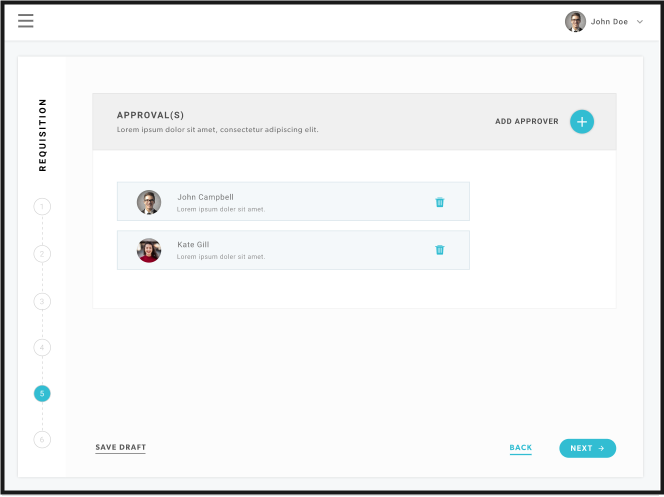 John Doe
REQUISITION
1
2
3
4
5
6
APPROVAL(S)
Lorem ipsum dolor sit amet, consectetur adipiscing elit.
ADD APPROVER
John Campbell
Lorem ipsum doler sit amet.
Kate Gill
Lorem ipsum doler sit amet.
SAVE DRAFT
BACK
NEXT →